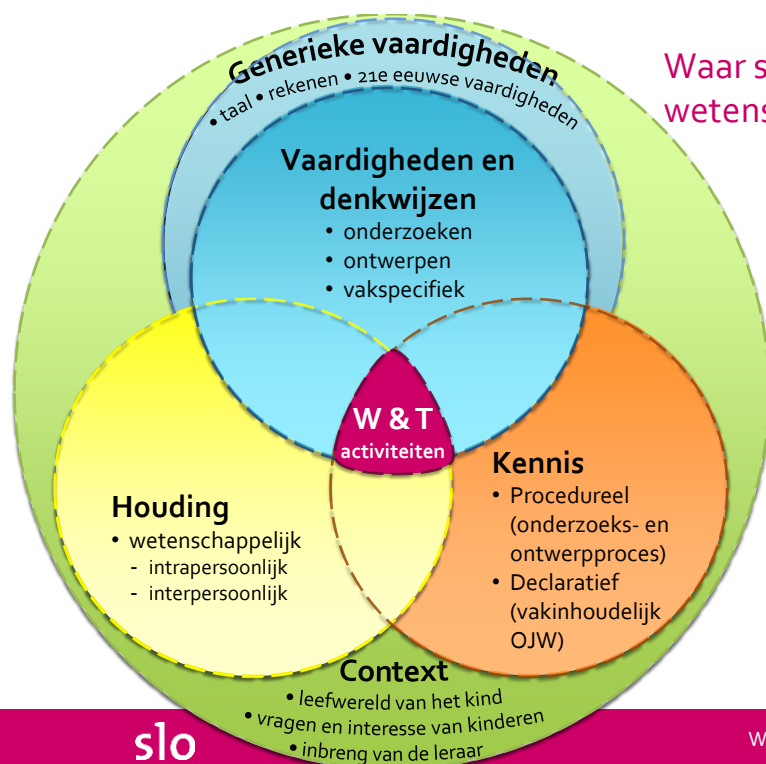 Generieke vaardigheden
• taal • rekenen • 21e eeuwse vaardigheden
Waar s
wetens
Vaardigheden en
denkwijzen
• onderzoeken
• ontwerpen
• vakspecifiek
W & T
activiteiten
Houding
• wetenschappelijk
- intrapersoonlijk
- interpersoonlijk
Kennis
• Procedureel
(onderzoeks- en
ontwerpproces)
• Declaratief
(vakinhoudelijk
OJW)
Context
• leefwereld van het kind
• vragen en interesse van kinderen
• inbreng van de leraar
slo
W